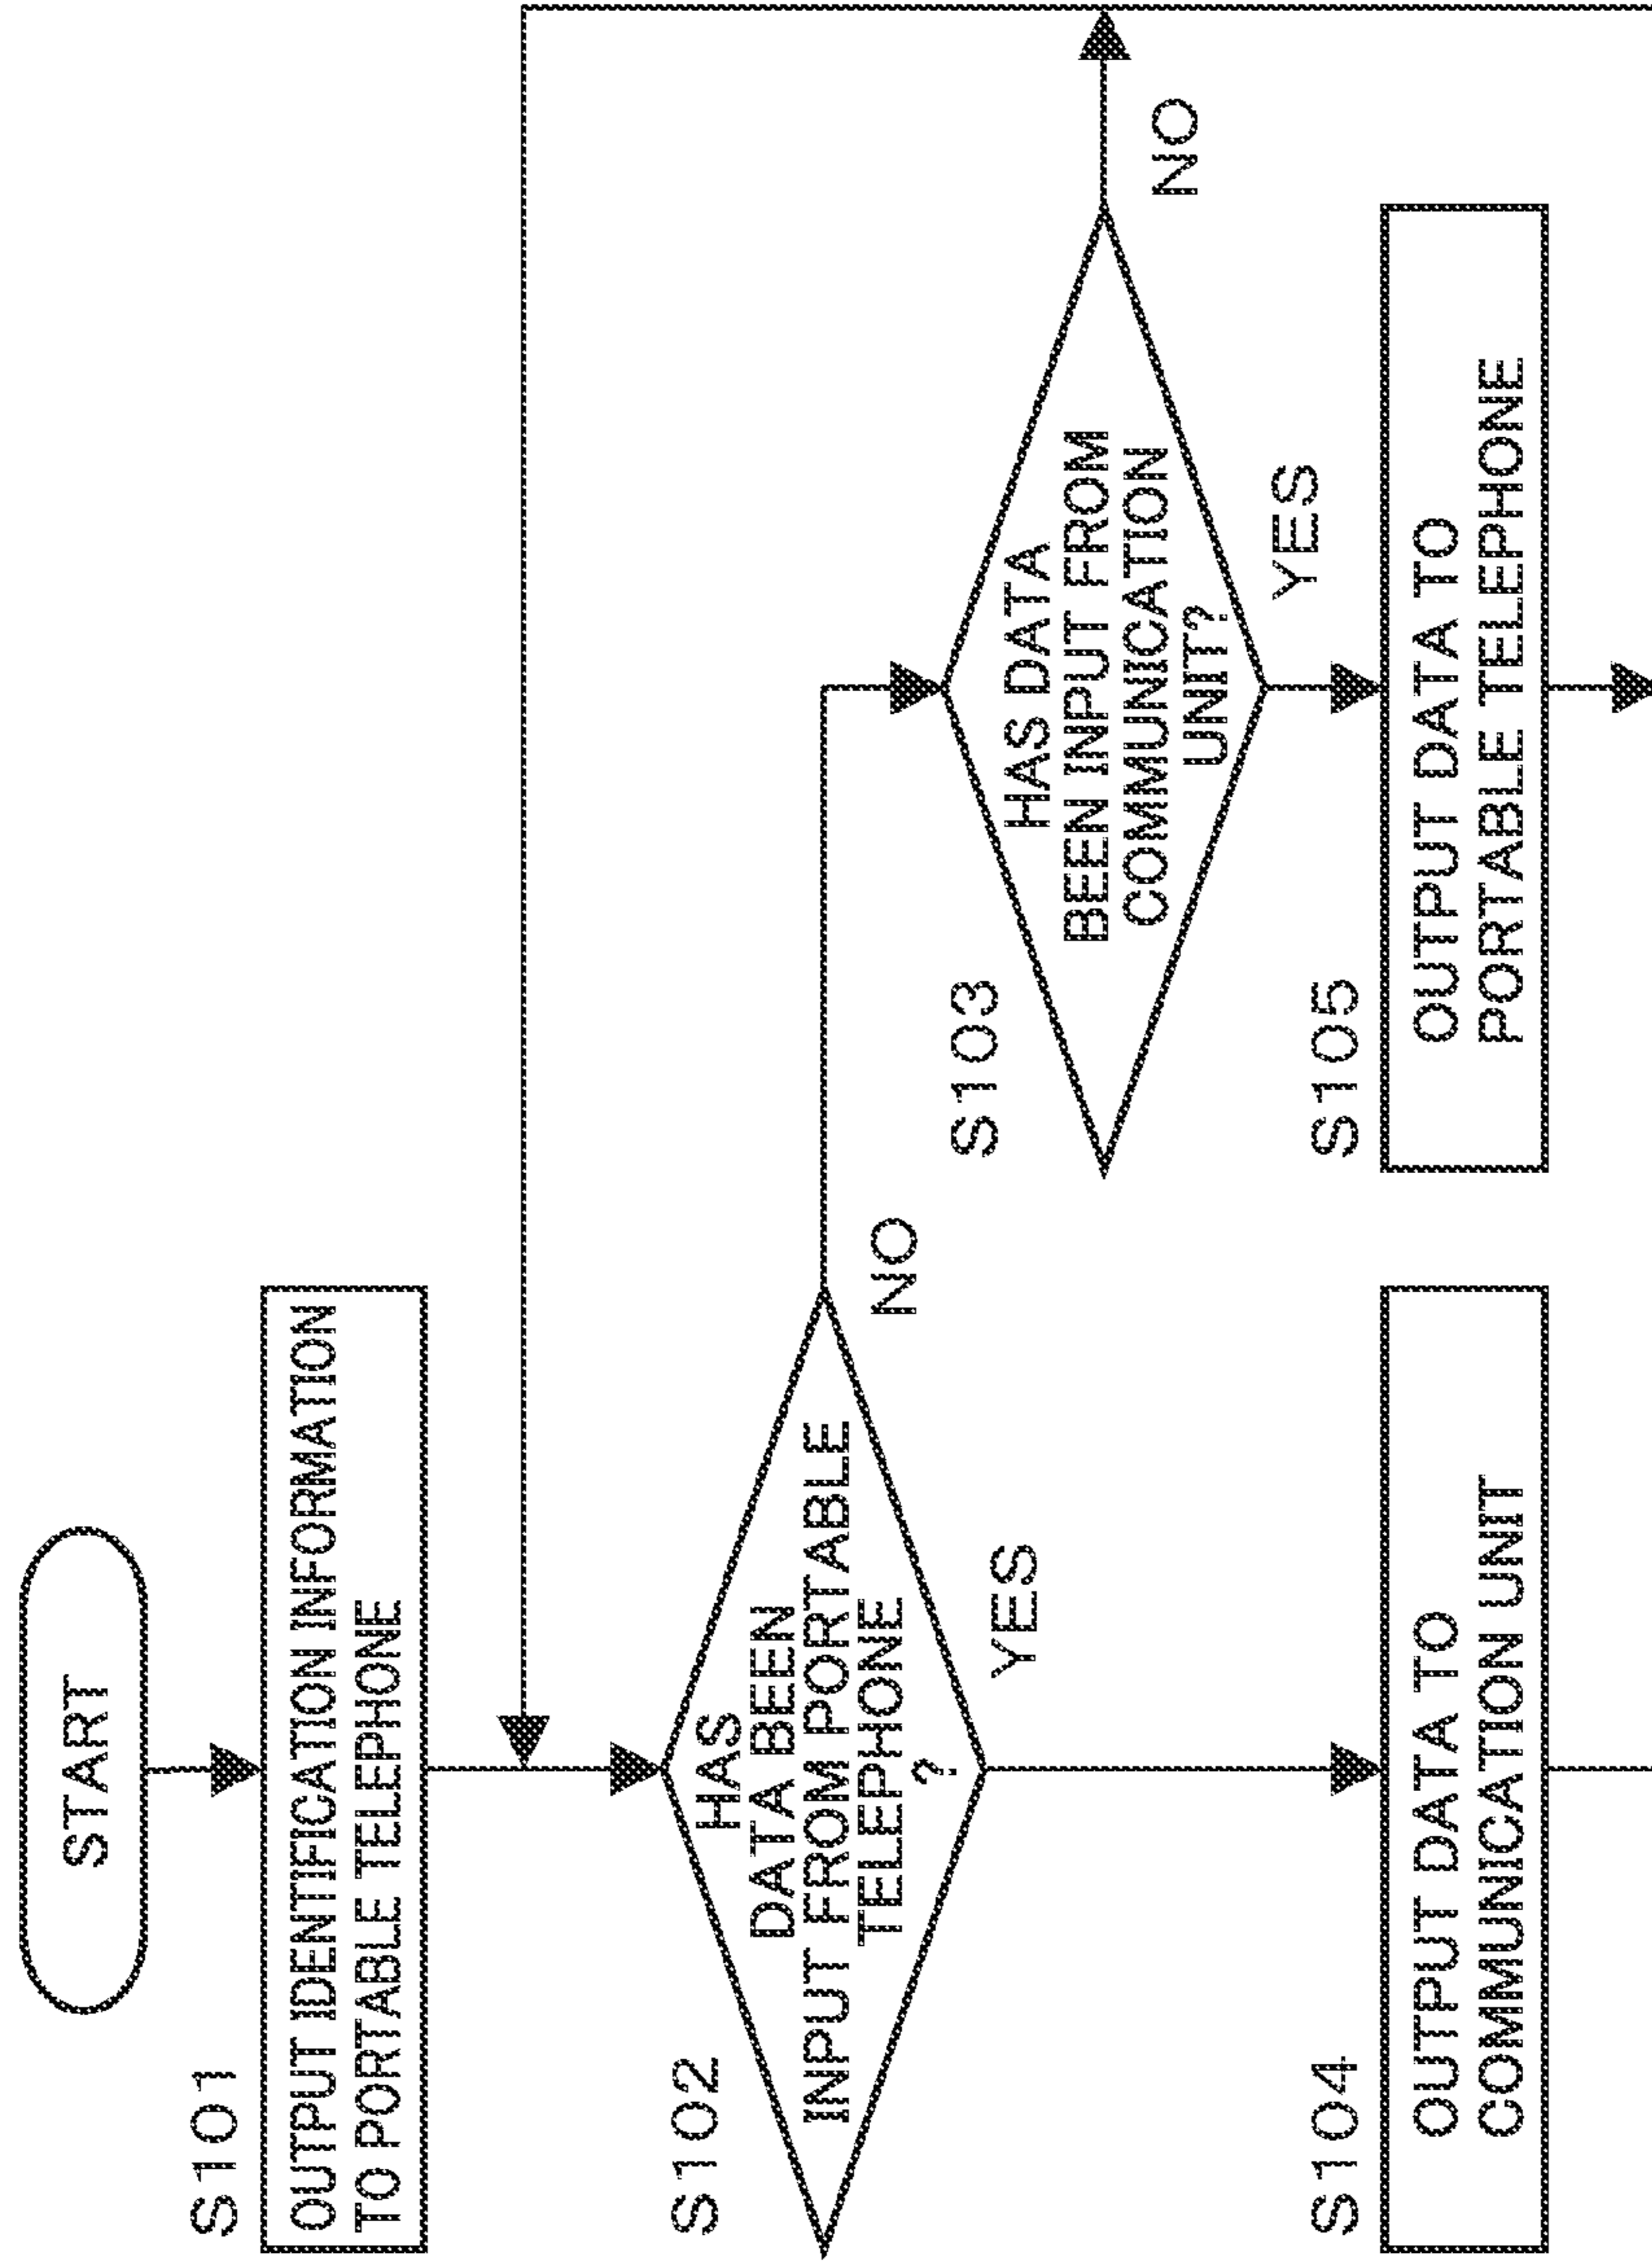 START
S101
OUTPUT IDENTIFICATION INFORMATION
TO PORTABLE TELEPHONE
S102
HAS
DATA BEEN
INPUT FROM PORTABLE
TELEPHONE
?
NO
YES
S103
HAS DATA
BEEN INPUT FROM
COMMUNICATION
UNIT?
NO
YES
S104
OUTPUT DATA TO
COMMUNICATION UNIT
S105
OUTPUT DATA TO
PORTABLE TELEPHONE